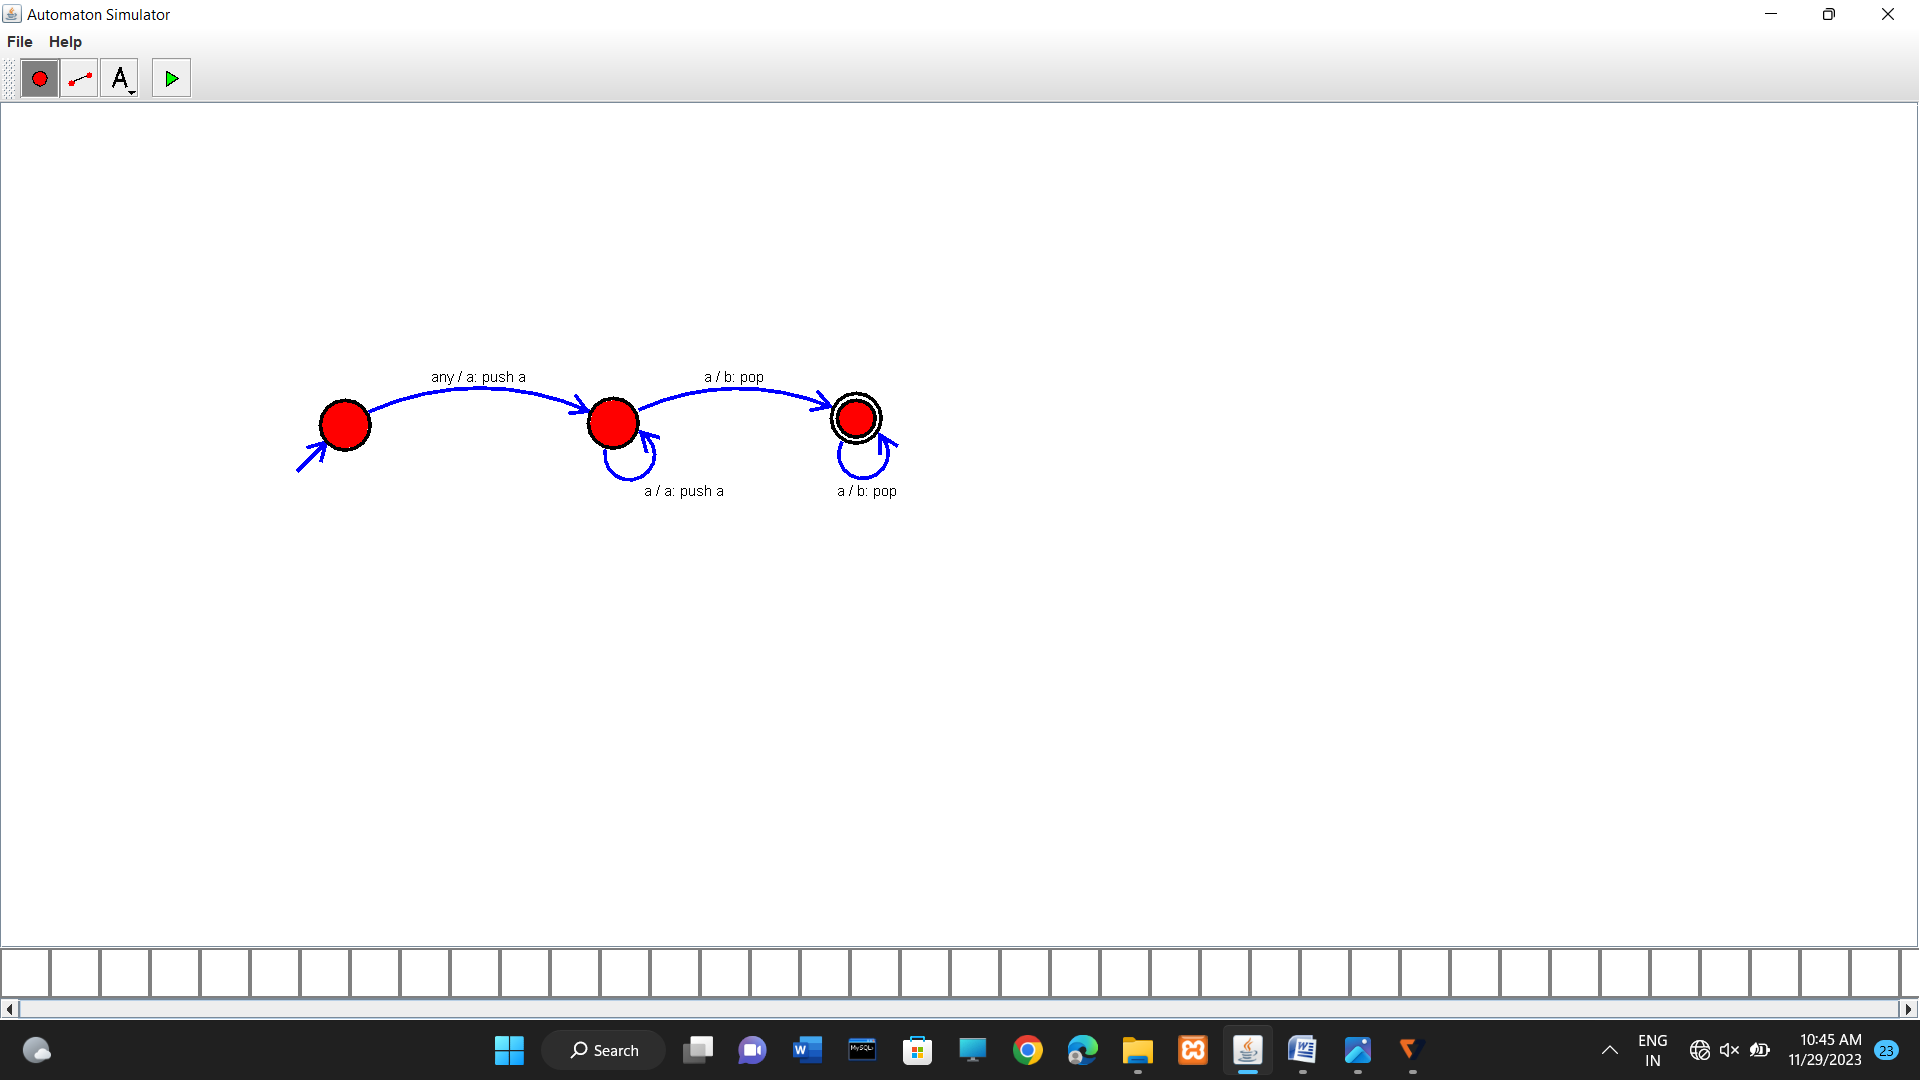 Automaton Simulator
File Help
A
any / a: push a
a / b: pop
a / a: push a
a / b: pop
Search
W
MySQL>
W
ENG
IN
10:45 AM
11/29/2023
23